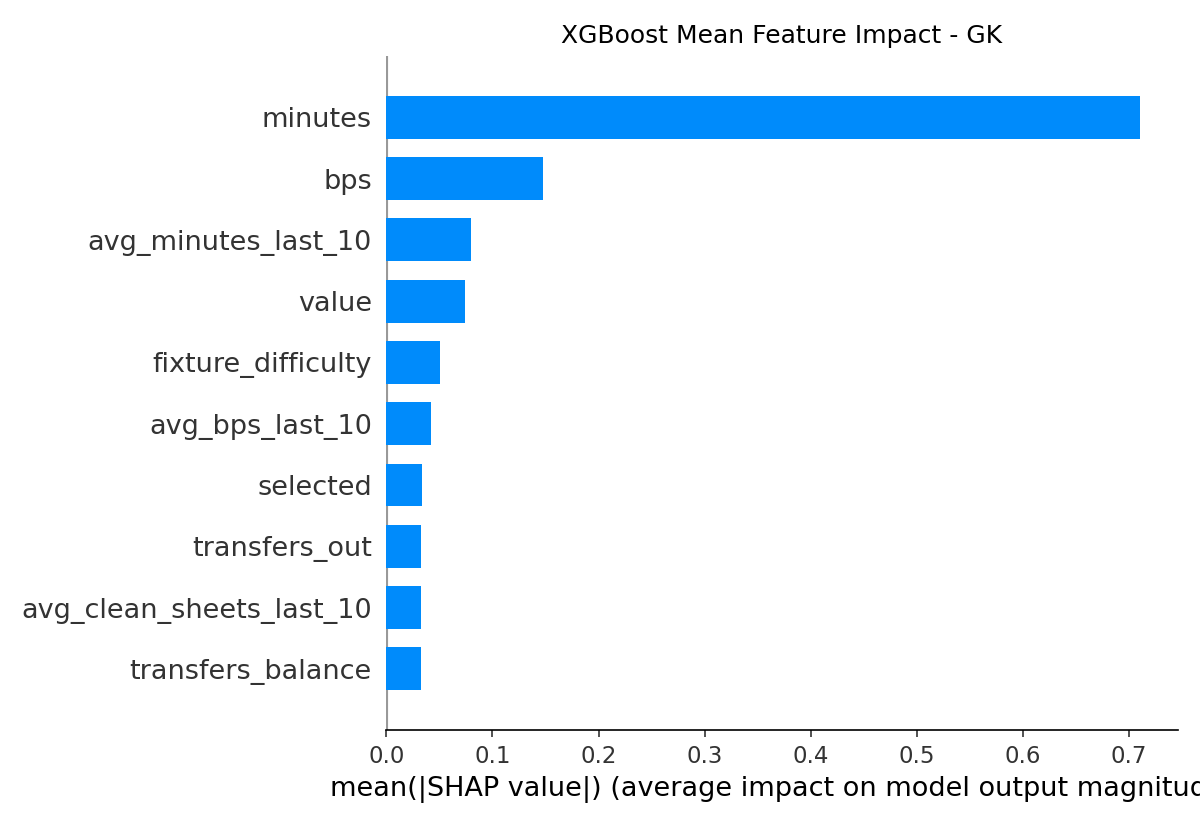 XGBoost Mean Feature Impact - GK
minutes
bps
avg_minutes_last_10
value
fixture_difficulty
avg_bps_last_10
selected
transfers_out
avg_clean_sheets_last_10
transfers_balance
0.0 0.1 0.2 0.3 0.4 0.5 0.6 0.7
mean(|SHAP value|) (average impact on model output magnitud